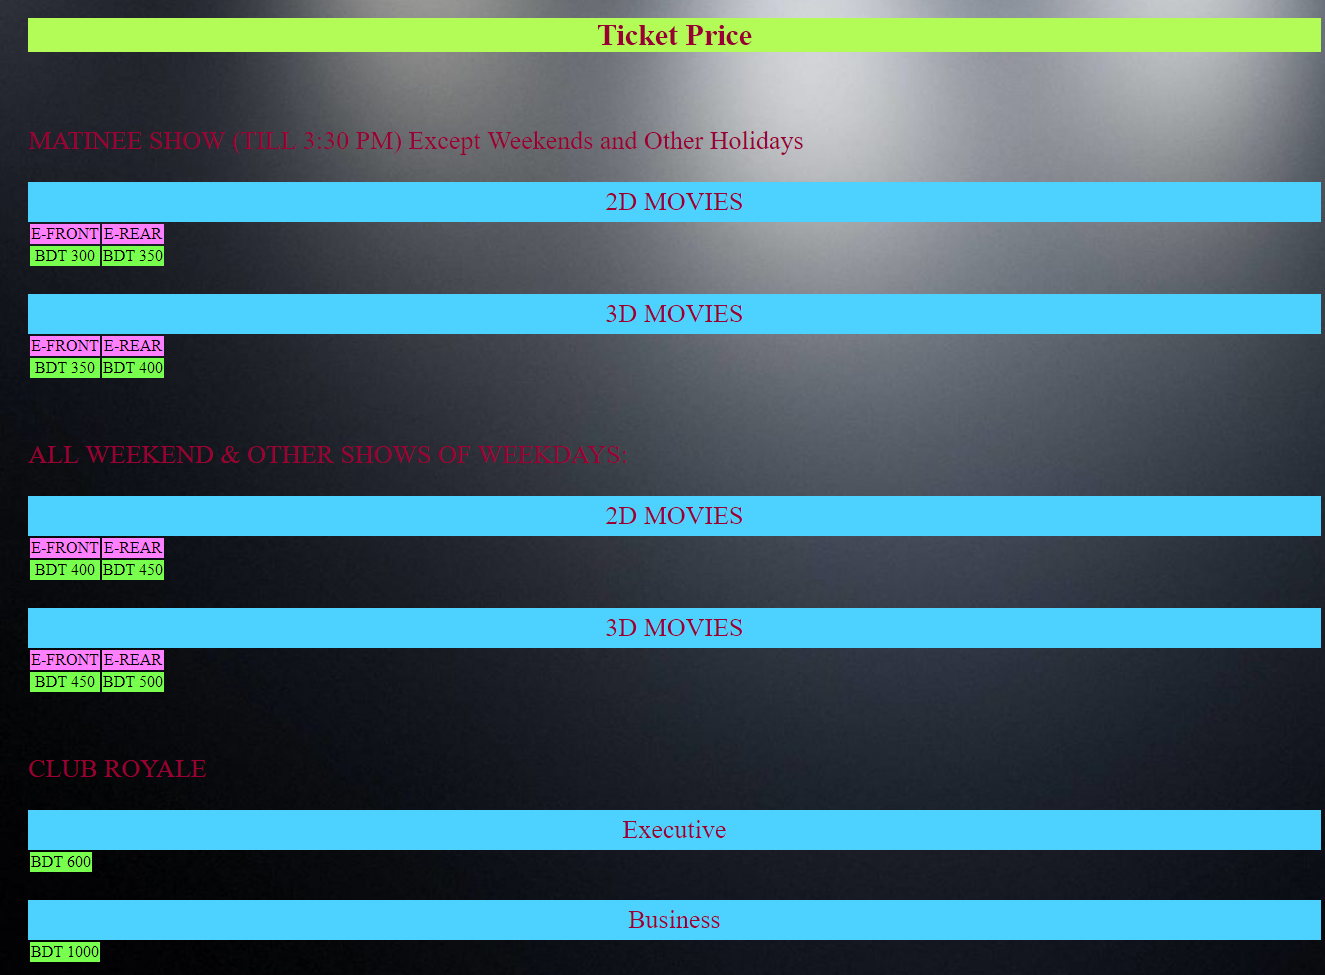 Ticket Price
MATINEE SHOW (TILL 3:30 PM) Except Weekends and Other Holidays
2D MOVIES
E-FRONT E-REAR
BDT 300 BDT 350
3D MOVIES
E-FRONT E-REAR
BDT 350 BDT 400
ALL WEEKEND & OTHER SHOWS OF WEEKDAYS:
2D MOVIES
E-FRONT E-REAR
BDT 400 BDT 450
3D MOVIES
E-FRONT E-REAR
BDT 450 BDT 500
CLUB ROYALE
Executive
BDT 600
Business
BDT 1000